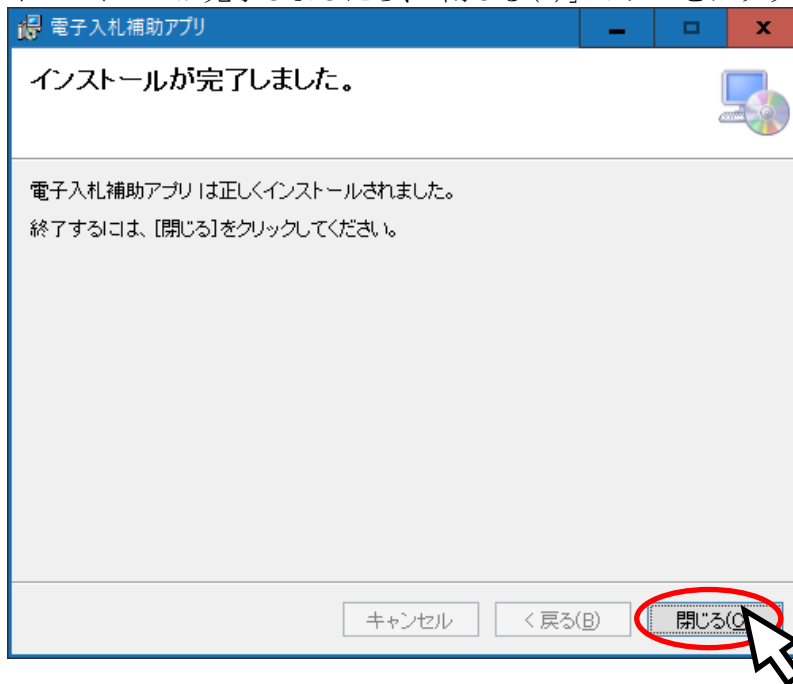 電子入札補助アプリ
インストールが完了しました。
電子入札補助アプリ は正しくインストールされました。
終了するには、[閉じる]をクリックしてください。
キャンセル
< 戻る(B)
閉じる(